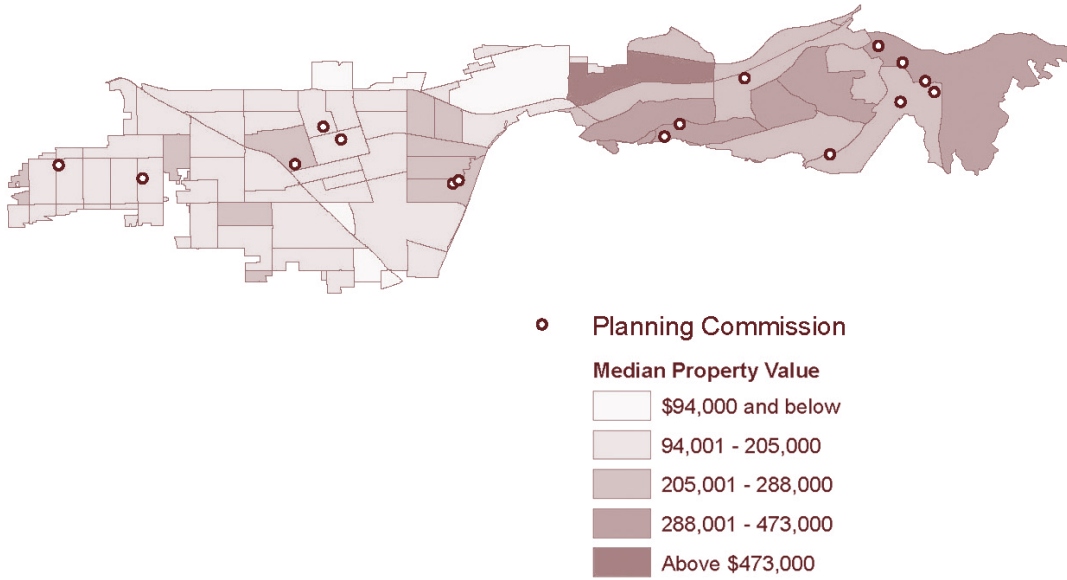 Planning Commission
Median Property Value
$94,000 and below
94,001 - 205,000
205,001 - 288,000
288,001 - 473,000
Above $473,000